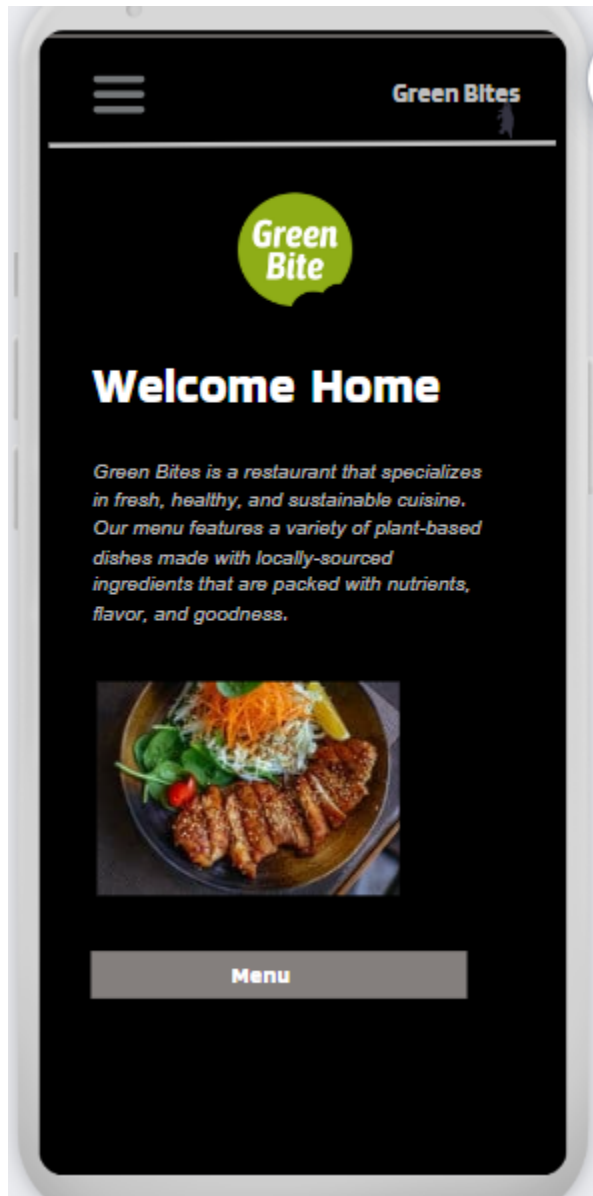 Green Bites
Green
Bite
Welcome Home
Green Bites is a restaurant that specializes
in fresh, healthy, and sustainable cuisine.
Our menu features a variety of plant-based
dishes made with locally-sourced
ingredients that are packed with nutrients,
flavor, and goodness.
Menu